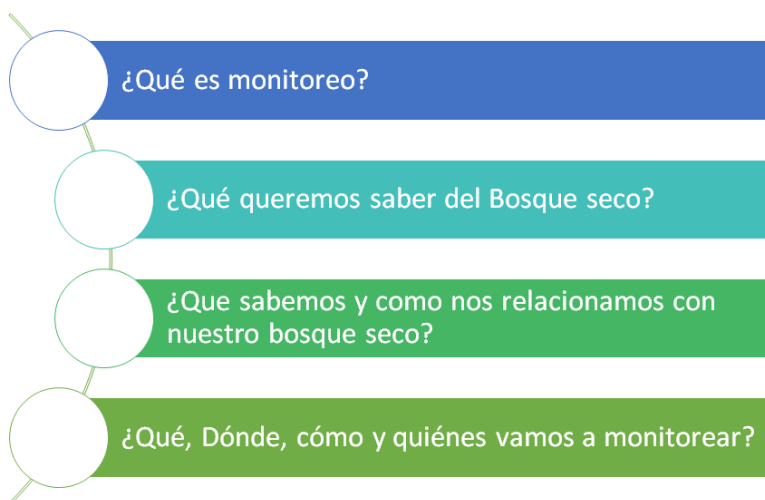 ¿Qué es monitoreo?
¿Qué queremos saber del Bosque seco?
¿Que sabemos y como nos relacionamos con
nuestro bosque seco?
¿Qué, Dónde, cómo y quiénes vamos a monitorear?